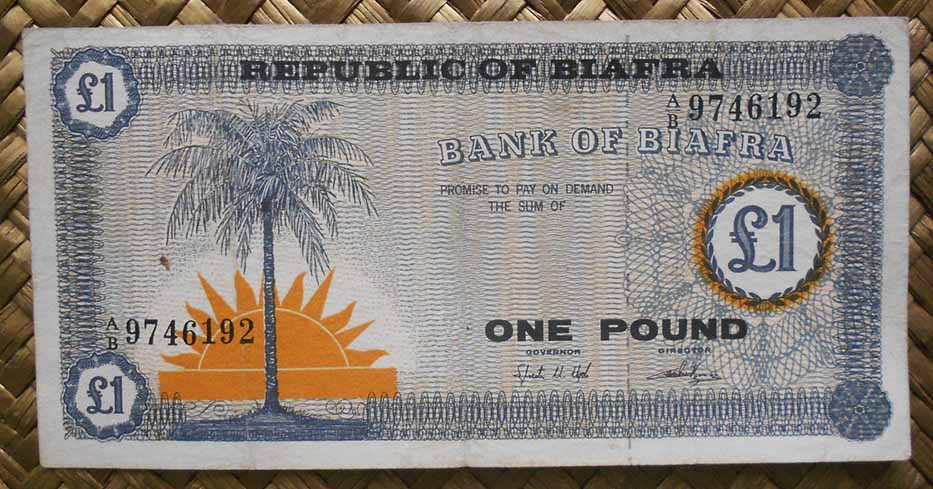 REPUBLIC OF BIAFRA
£1
A/B 9746192
BANK OF BIAFRA
PROMISE TO PAY ON DEMAND
THE SUM OF
£1
A/B 9746192
ONE POUND
GOVERNOR
DIRECTOR
£1